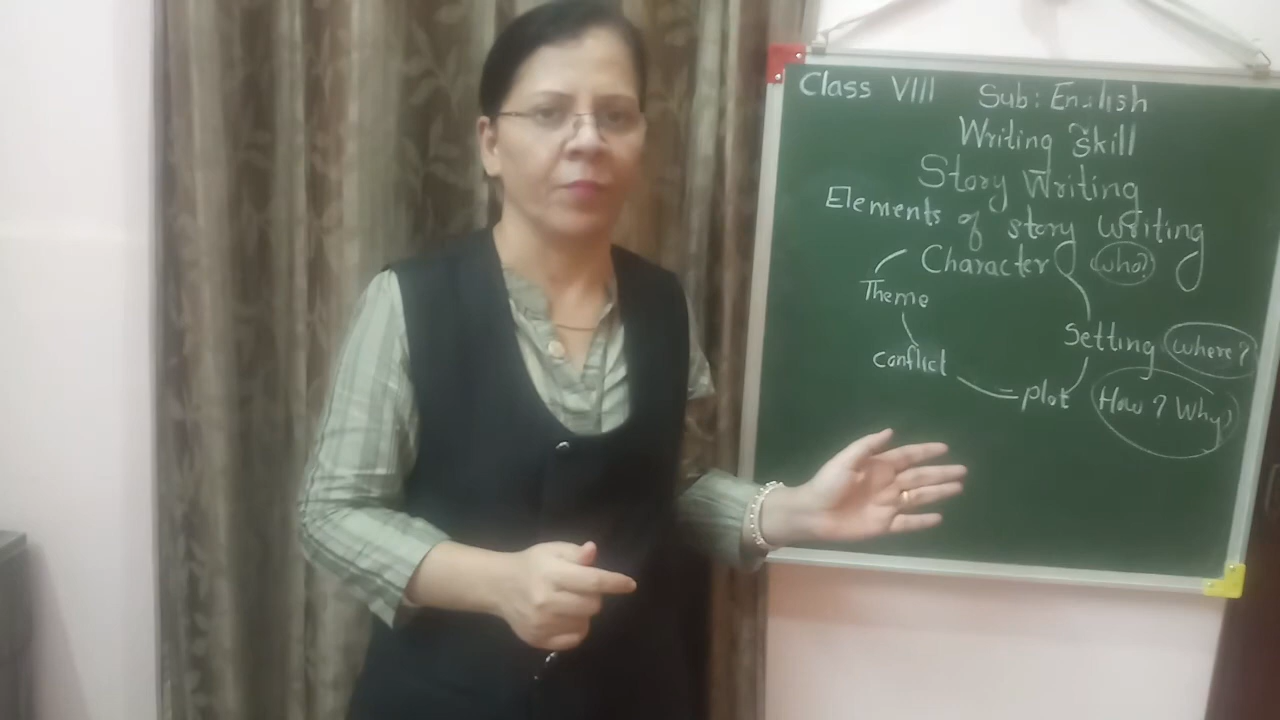 Class VIII Sub: English
Writing Skill
Story Writing
Elements of story writing
Character who?
Theme
Setting where?
Conflict
plot How? Why?